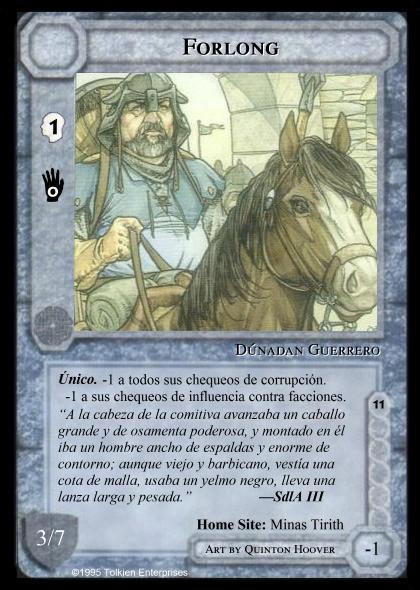 Forlong
1
0
Dúnadan Guerrero
Único. -1 a todos sus chequeos de corrupción.
-1 a sus chequeos de influencia contra facciones.
“A la cabeza de la comitiva avanzaba un caballo
grande y de osamenta poderosa, y montado en él
iba un hombre ancho de espaldas y enorme de
contorno; aunque viejo y barbicano, vestía una
cota de malla, usaba un yelmo negro, lleva una
lanza larga y pesada.” —SdlA III
11
Home Site: Minas Tirith
3/7
Art by Quinton Hoover
-1
©1995 Tolkien Enterprises